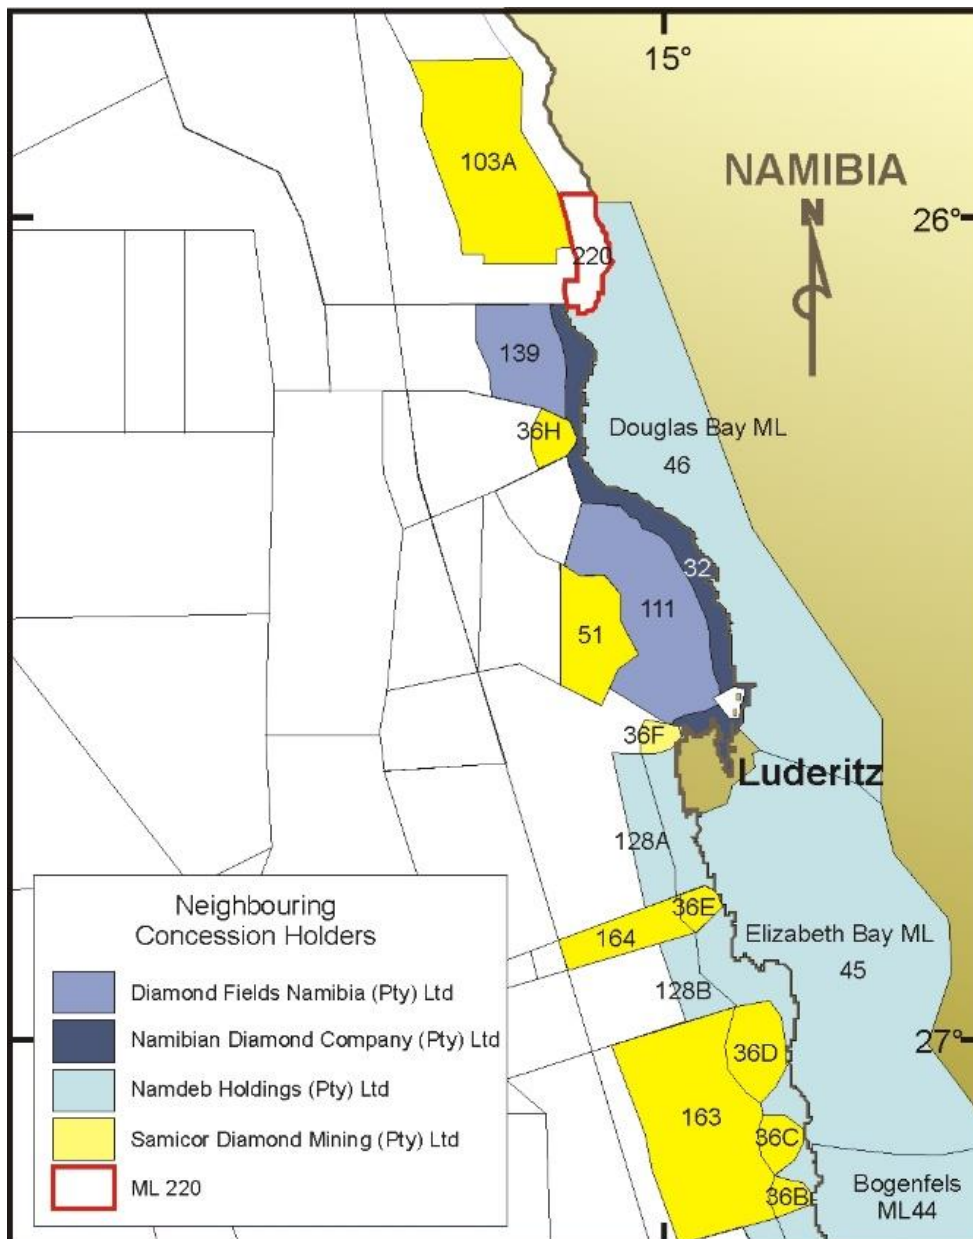 15°
103A
NAMIBIA
N
26°
220
139
36H
Douglas Bay ML
46
32
111
51
36F
Luderitz
128A
36E
164
Elizabeth Bay ML
45
128B
27°
36D
163
36C
36B
Bogenfels
ML44
Neighbouring
Concession Holders
Diamond Fields Namibia (Pty) Ltd
Namibian Diamond Company (Pty) Ltd
Namdeb Holdings (Pty) Ltd
Samicor Diamond Mining (Pty) Ltd
ML 220